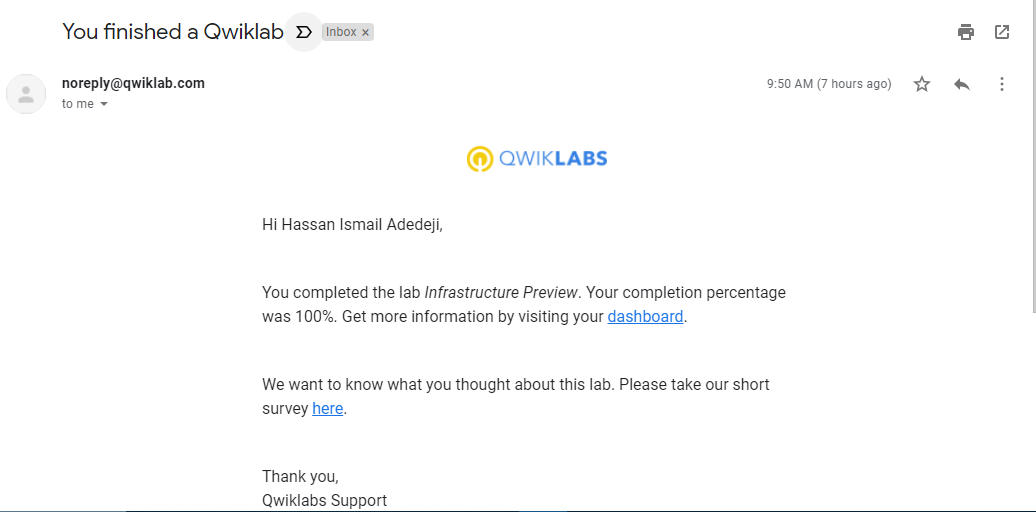 You finished a Qwiklab
Inbox ×
noreply@qwiklab.com
9:50 AM (7 hours ago)
to me
QWIKLABS
Hi Hassan Ismail Adedeji,
You completed the lab Infrastructure Preview. Your completion percentage
was 100%. Get more information by visiting your dashboard.
We want to know what you thought about this lab. Please take our short
survey here.
Thank you,
Qwiklabs Support